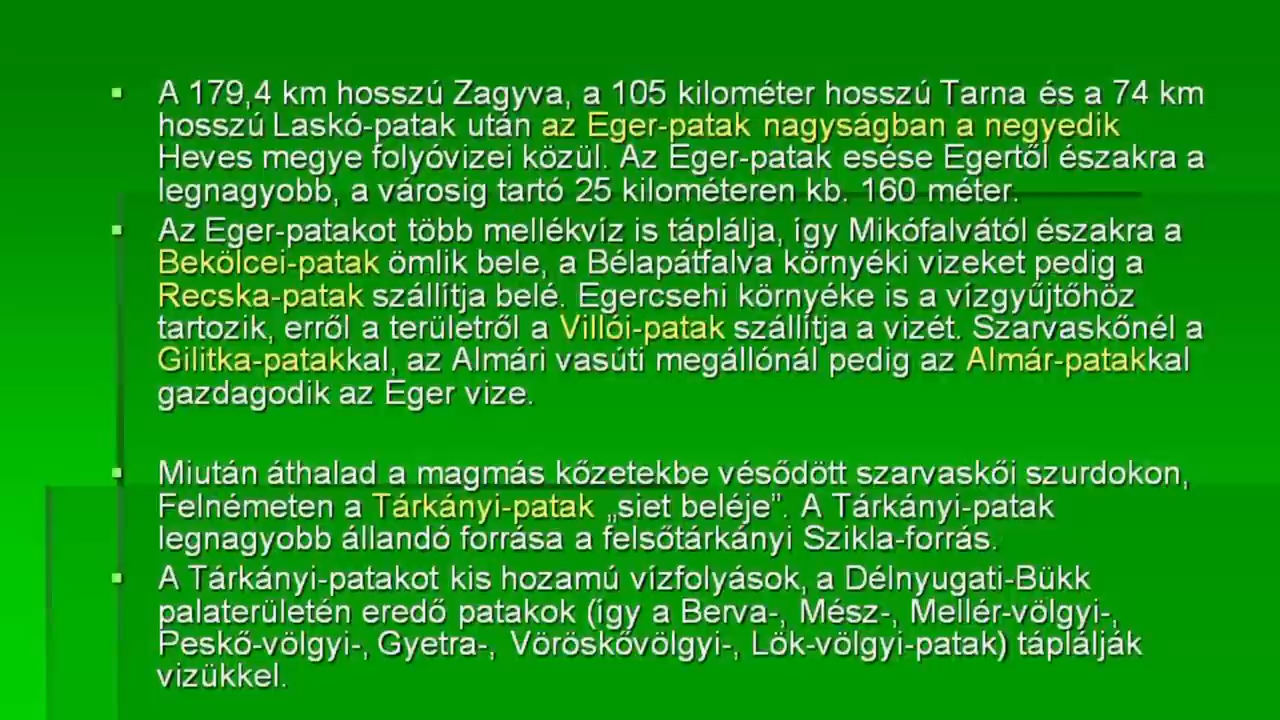 A 179,4 km hosszú Zagyva, a 105 kilométer hosszú Tarna és a 74 km
hosszú Laskó-patak után az Eger-patak nagyságban a negyedik
Heves megye folyóvizei közül. Az Eger-patak esése Egertől északra a
legnagyobb, a városig tartó 25 kilométeren kb. 160 méter.
Az Eger-patakot több mellékvíz is táplálja, így Mikófalvától északra a
Bekölcei-patak ömlik bele, a Bélapátfalva környéki vizeket pedig a
Recska-patak szállítja belé. Egercsehi környéke is a vízgyűjtőhöz
tartozik, erről a területről a Villói-patak szállítja a vizét. Szarvaskőnél a
Gilitka-patakkal, az Almári vasúti megállónál pedig az Almár-patakkal
gazdagodik az Eger vize.
Miután áthalad a magmás kőzetekbe vésődött szarvaskői szurdokon,
Felnémeten a Tárkányi-patak „siet beléje”. A Tárkányi-patak
legnagyobb állandó forrása a felsőtárkányi Szikla-forrás.
A Tárkányi-patakot kis hozamú vízfolyások, a Délnyugati-Bükk
palaterületén eredő patakok (így a Berva-, Mész-, Mellér-völgyi-,
Peskő-völgyi-, Gyetra-, Vöröskővölgyi-, Lök-völgyi-patak) táplálják
vizükkel.